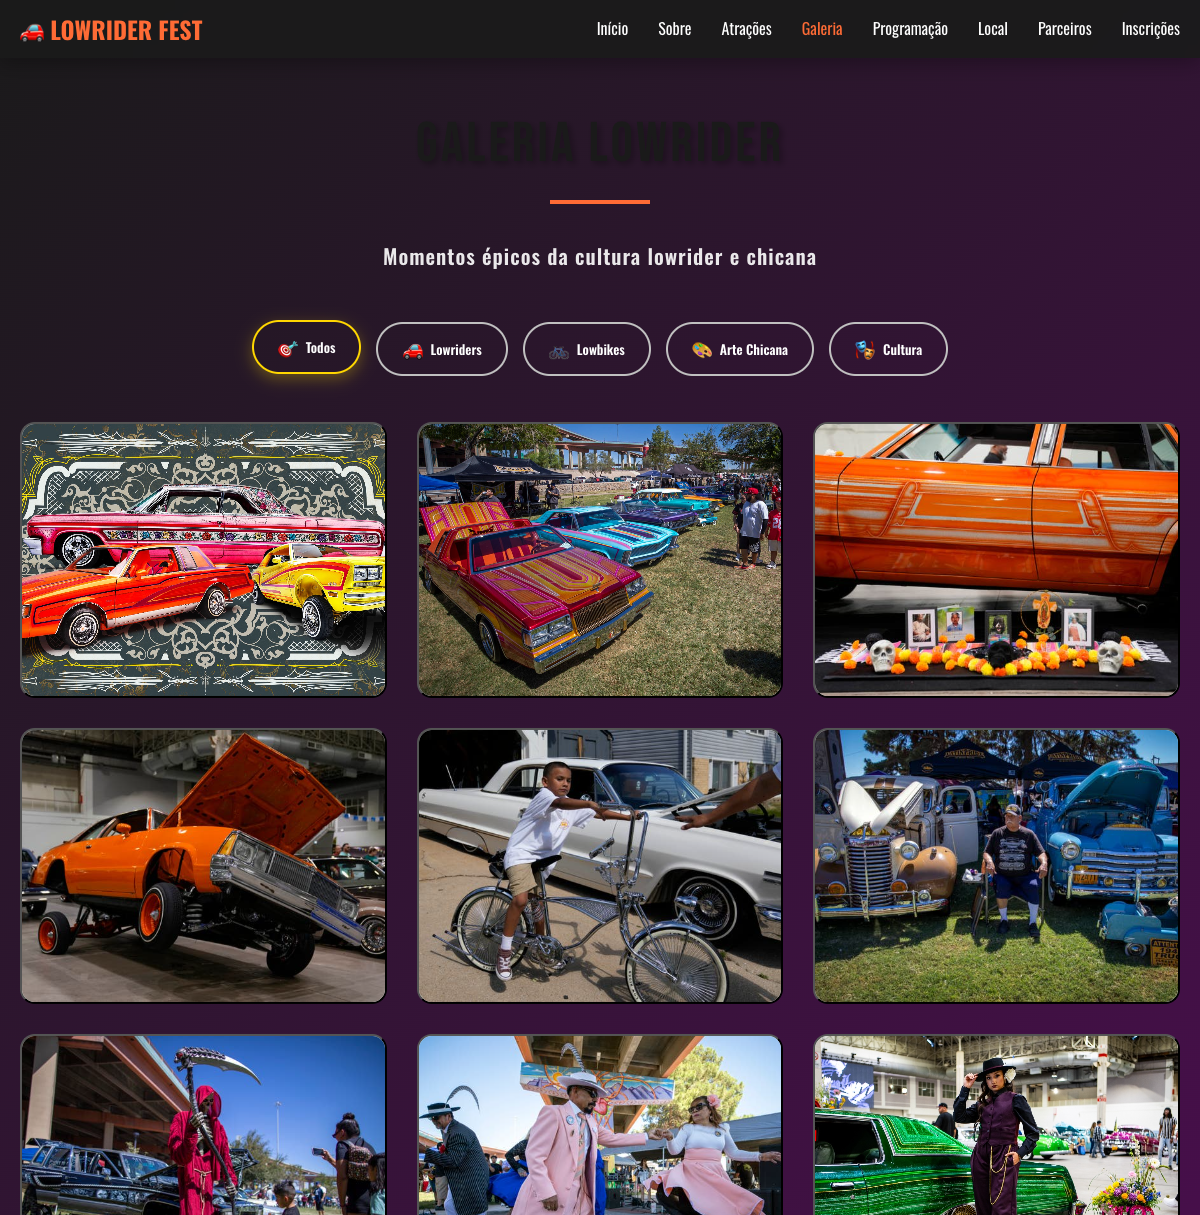 LOWRIDER FEST
Início Sobre Atrações Galeria Programação Local Parceiros Inscrições
GALERIA LOWRIDER
Momentos épicos da cultura lowrider e chicana
Todos Lowriders Lowbikes Arte Chicana Cultura